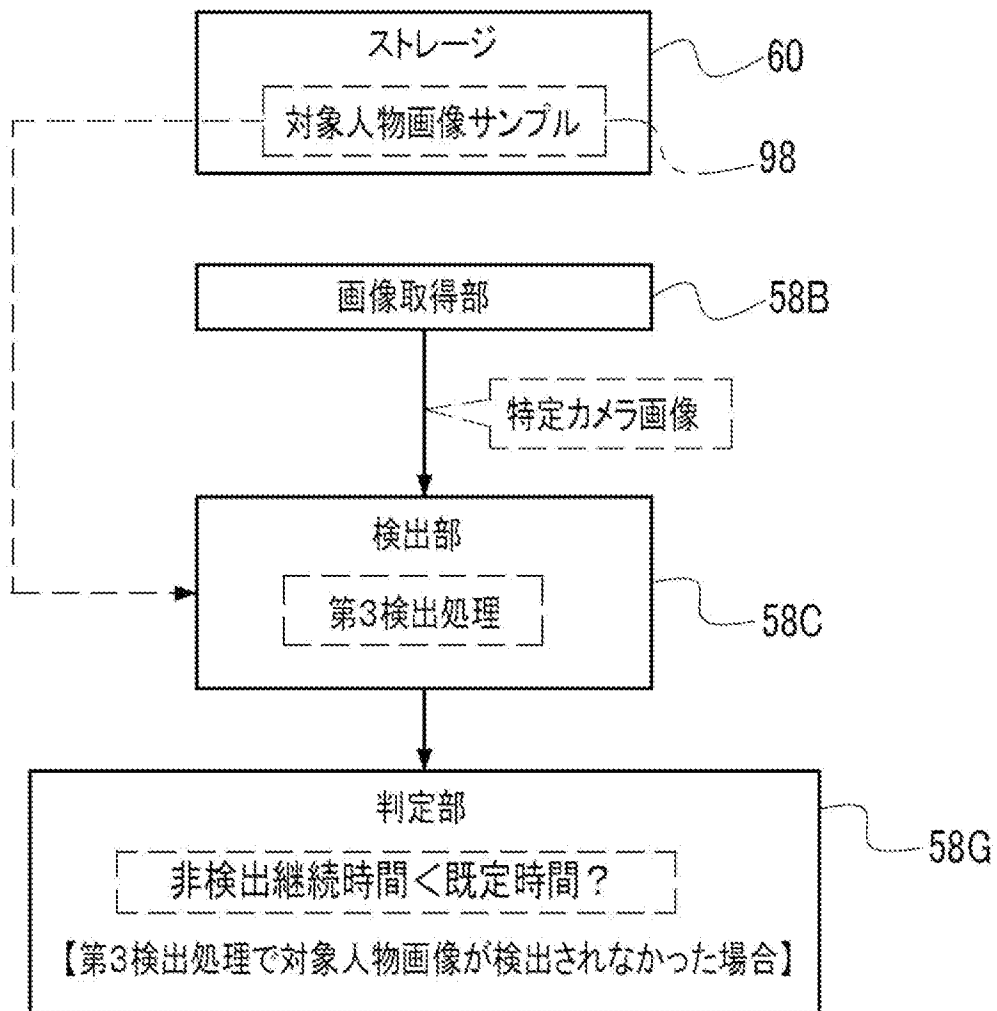 ストレージ
60
対象人物画像サンプル
98
画像取得部
58B
特定カメラ画像
検出部
第3検出処理
58C
判定部
58G
非検出継続時間<既定時間?
【第3検出処理で対象人物画像が検出されなかった場合】